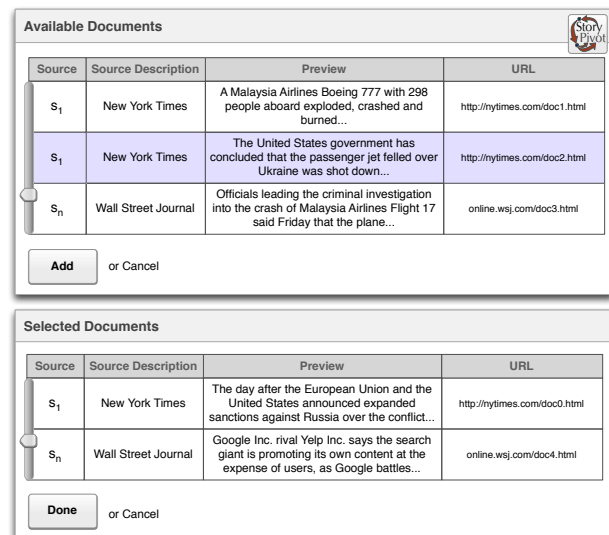 Available Documents
Story
Pivot
Source Source Description Preview URL
s1 New York Times A Malaysia Airlines Boeing 777 with 298
people aboard exploded, crashed and
burned... http://nytimes.com/doc1.html
s1 New York Times The United States government has
concluded that the passenger jet felled over
Ukraine was shot down... http://nytimes.com/doc2.html
sn Wall Street Journal Officials leading the criminal investigation
into the crash of Malaysia Airlines Flight 17
said Friday that the plane... online.wsj.com/doc3.html
Add or Cancel
Selected Documents
Source Source Description Preview URL
s1 New York Times The day after the European Union and the
United States announced expanded
sanctions against Russia over the conflict... http://nytimes.com/doc0.html
sn Wall Street Journal Google Inc. rival Yelp Inc. says the search
giant is promoting its own content at the
expense of users, as Google battles... online.wsj.com/doc4.html
Done or Cancel